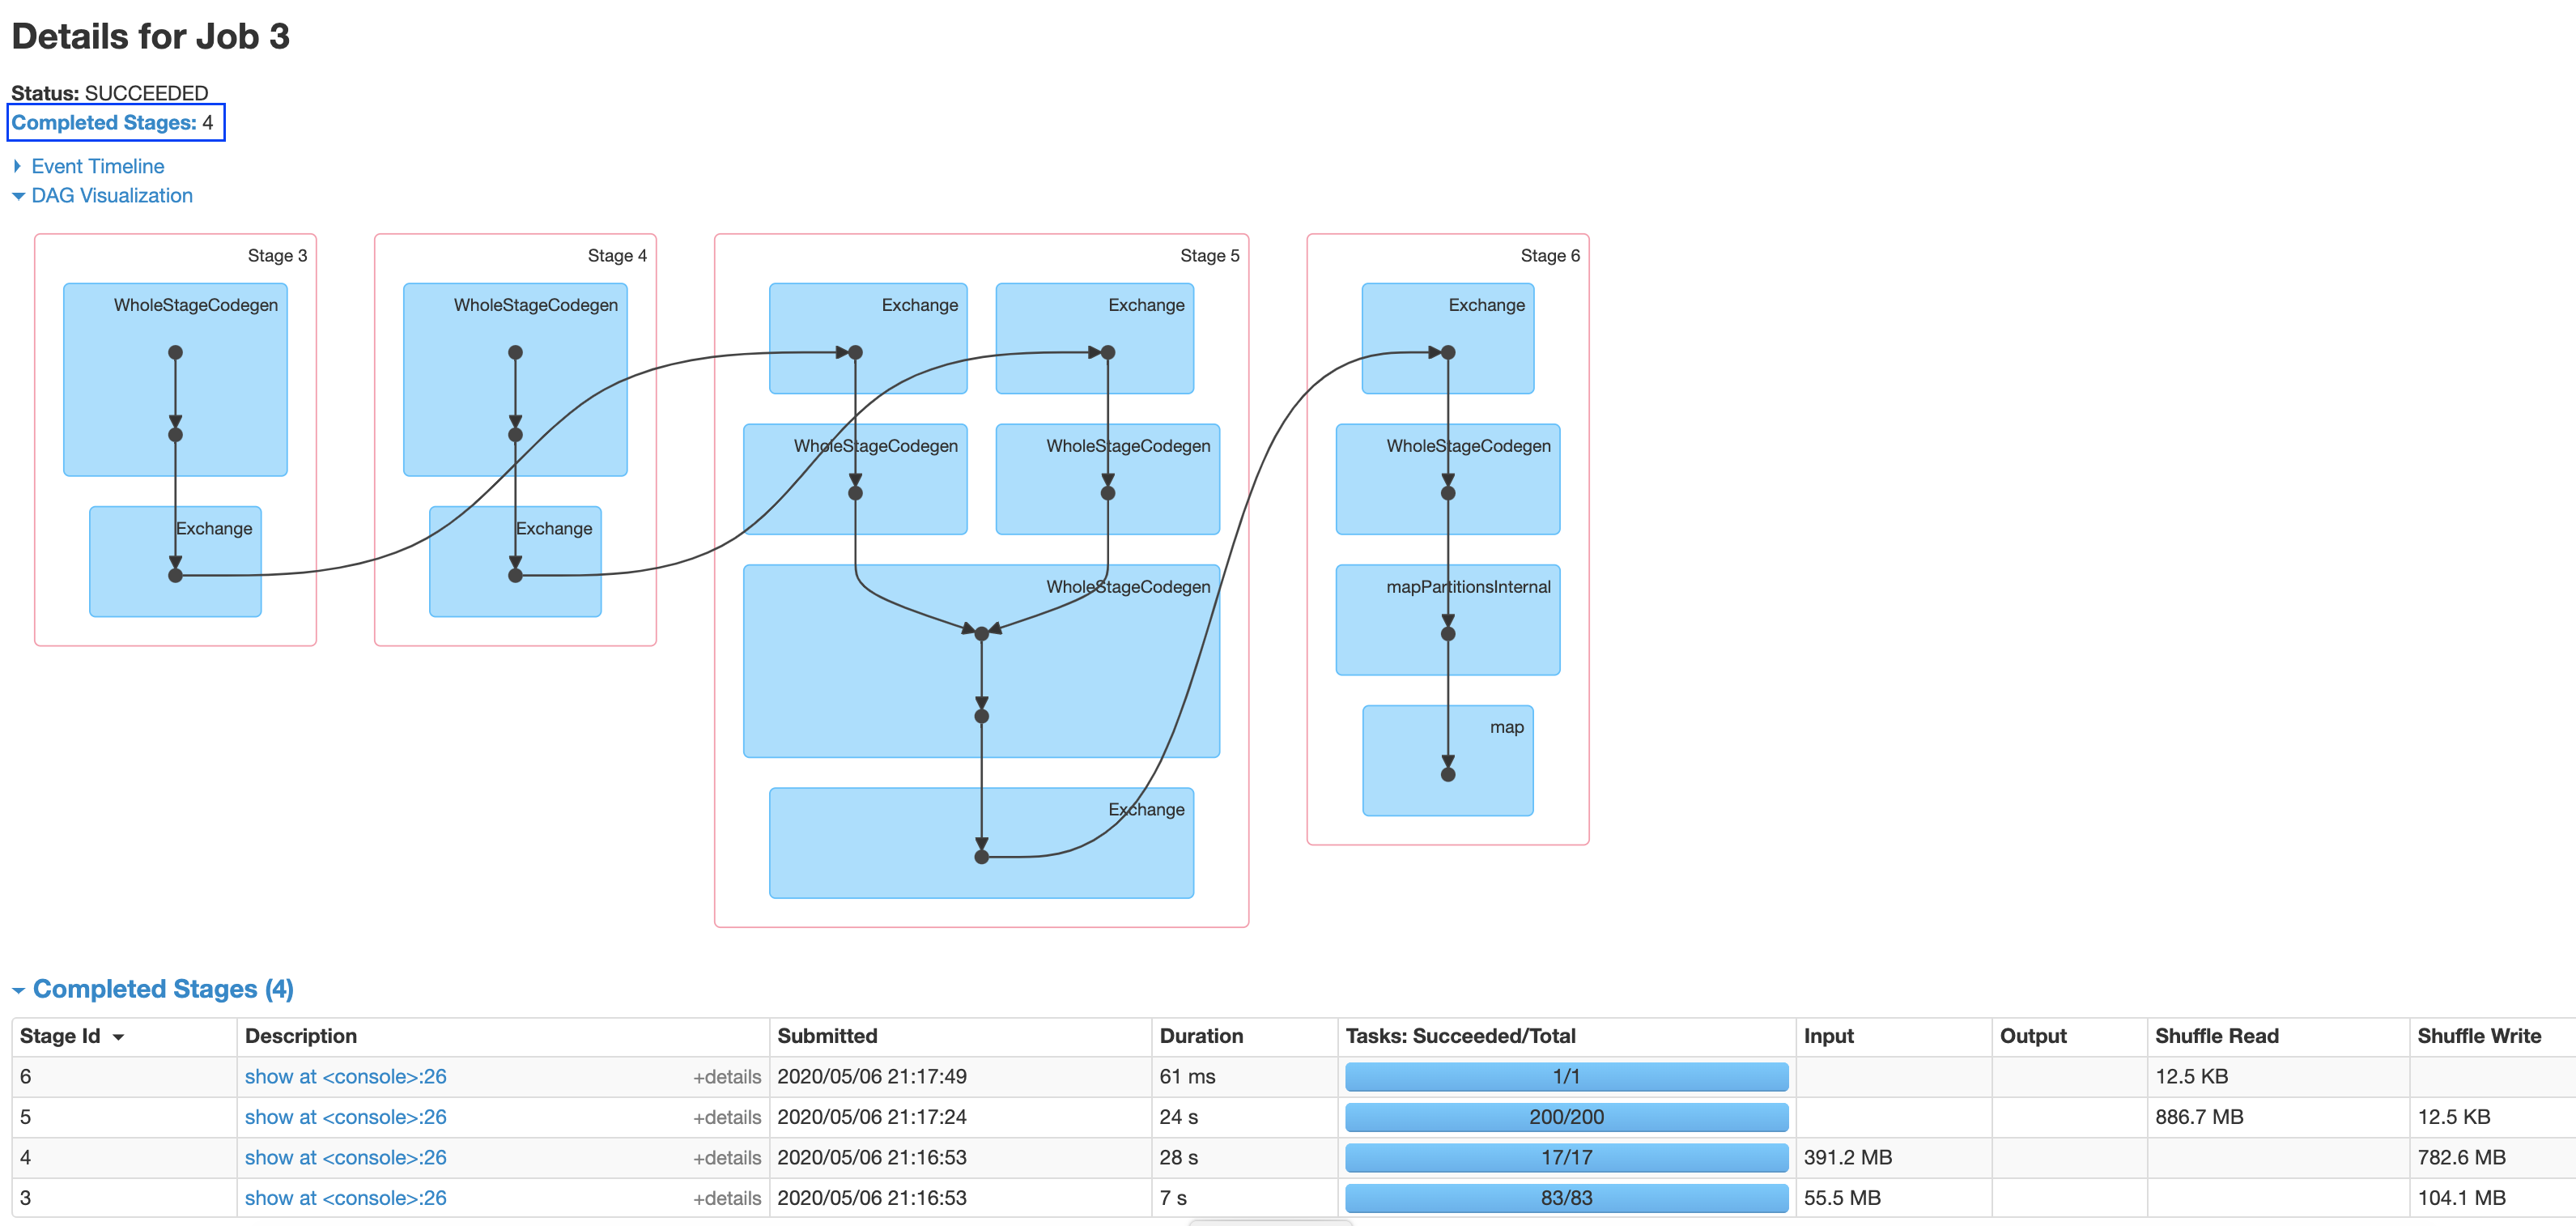 Details for Job 3
Status: SUCCEEDED
Completed Stages: 4
Event Timeline
DAG Visualization
Stage 3
WholeStageCodegen
Exchange
Stage 4
WholeStageCodegen
Exchange
Stage 5
Exchange Exchange
WholeStageCodegen WholeStageCodegen
WholeStageCodegen
Exchange
Stage 6
Exchange
WholeStageCodegen
mapPartitionsInternal
map
Completed Stages (4)
Stage Id Description Submitted Duration Tasks: Succeeded/Total Input Output Shuffle Read Shuffle Write
6 show at <console>:26 +details 2020/05/06 21:17:49 61 ms 1/1 12.5 KB
5 show at <console>:26 +details 2020/05/06 21:17:24 24 s 200/200 886.7 MB 12.5 KB
4 show at <console>:26 +details 2020/05/06 21:16:53 28 s 17/17 391.2 MB 782.6 MB
3 show at <console>:26 +details 2020/05/06 21:16:53 7 s 83/83 55.5 MB 104.1 MB